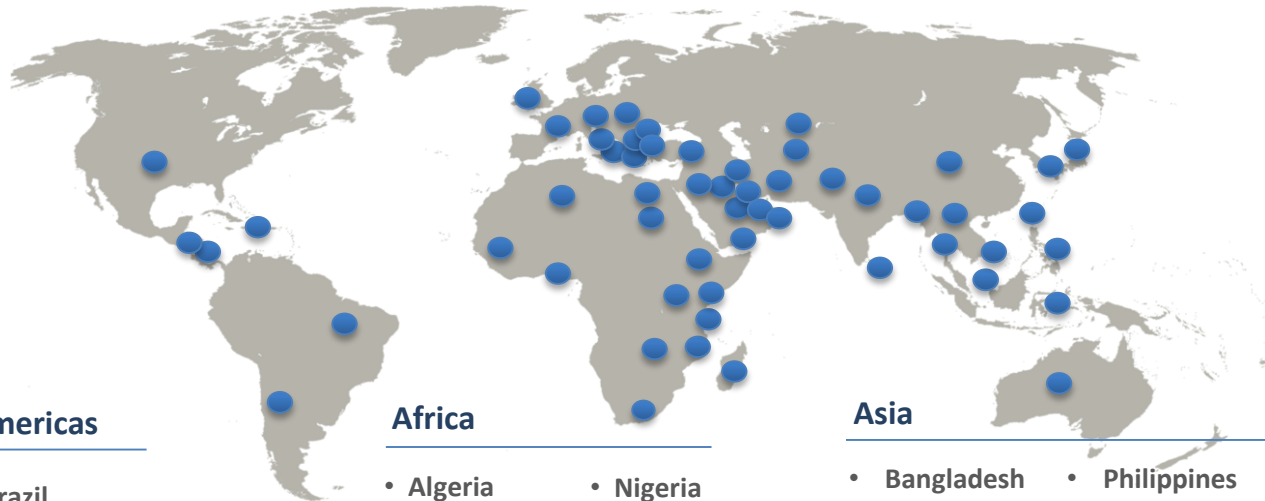 mericas
razil
Africa
• Algeria
• Nigeria
Asia
• Bangladesh
• Philippines